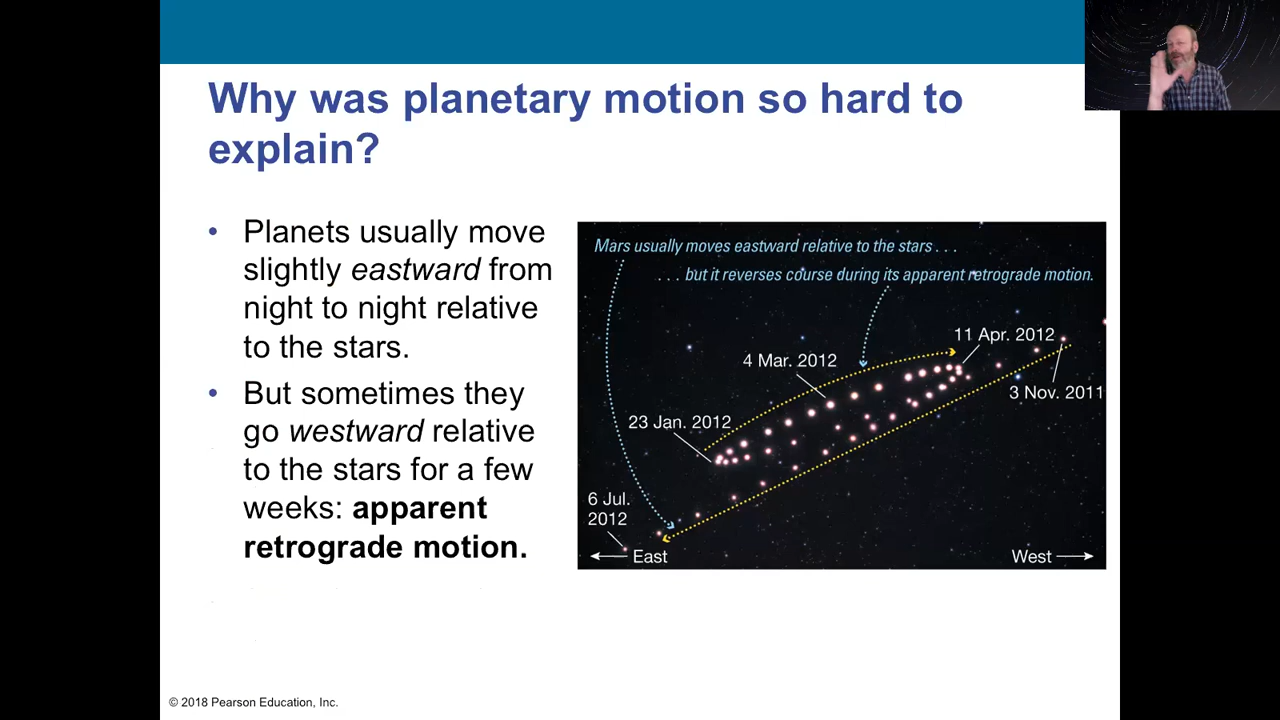 Why was planetary motion so hard to
explain?
• Planets usually move
slightly eastward from
night to night relative
to the stars.
• But sometimes they
go westward relative
to the stars for a few
weeks: apparent
retrograde motion.
Mars usually moves eastward relative to the stars . . .
. . . but it reverses course during its apparent retrograde motion.
11 Apr. 2012
4 Mar. 2012
3 Nov. 2011
23 Jan. 2012
6 Jul.
2012
East
West
© 2018 Pearson Education, Inc.